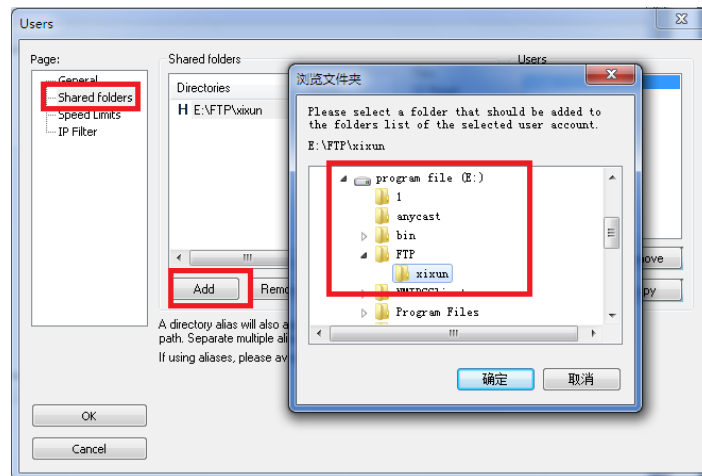 Users
Page:
General
Shared folders
Speed Limits
IP Filter
Shared folders
Directories
H E:\FTP\xixun
Add
Users
A directory alias will also a
path. Separate multiple ali
If using aliases, please av
OK
Cancel
浏览文件夹
Please select a folder that should be added to
the folders list of the selected user account.
E:\FTP\xixun
program file (E:)
1
anycast
bin
FTP
xixun
Program Files
确定
取消